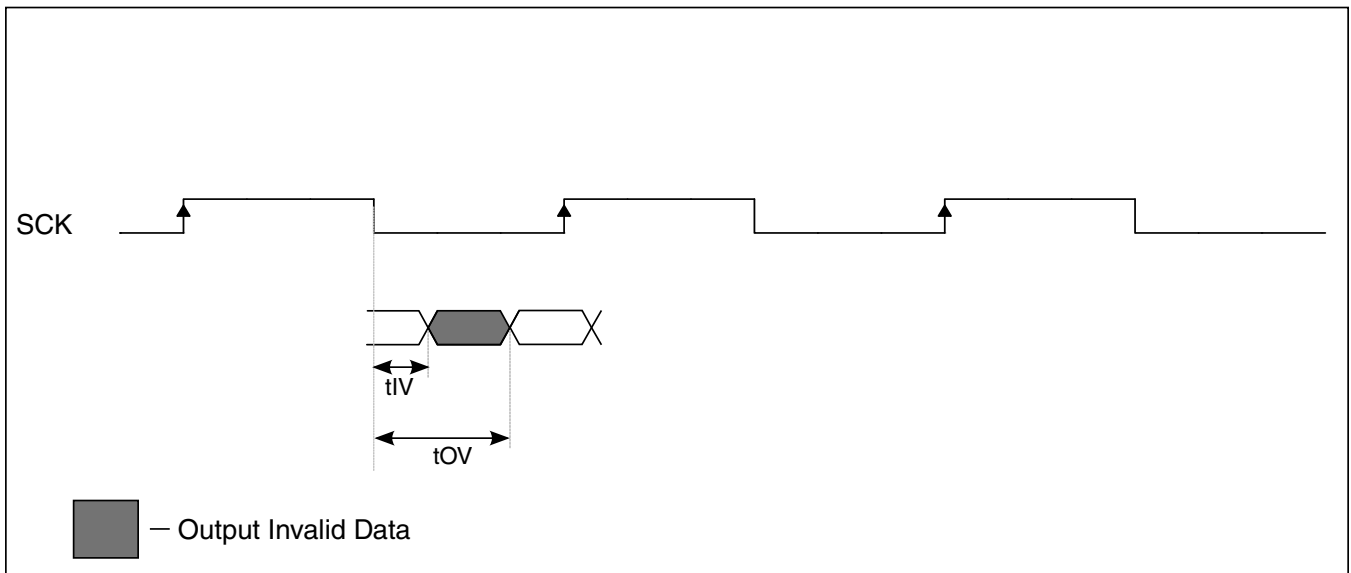 SCK
tIV
tOV
– Output Invalid Data